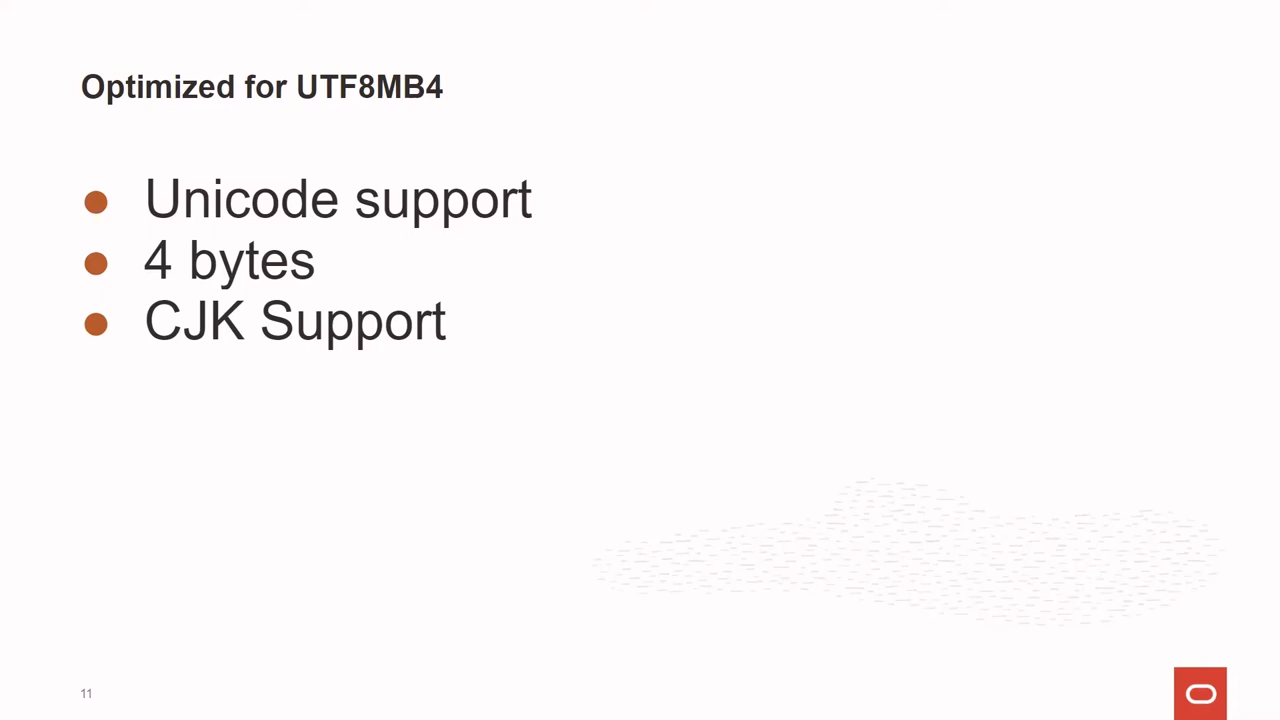 Optimized for UTF8MB4
● Unicode support
● 4 bytes
● CJK Support
11